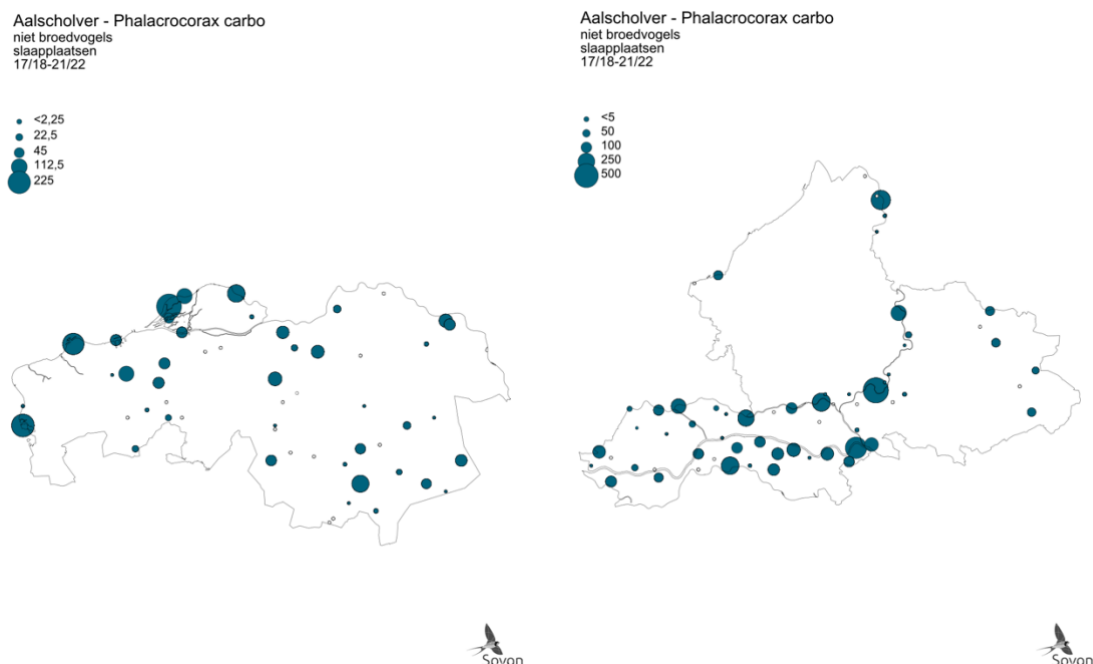 Aalscholver - Phalacrocorax carbo
niet broedvogels
slaapplaatsen
17/18-21/22
<2,25
22,5
45
112,5
225
Sovon
Aalscholver - Phalacrocorax carbo
niet broedvogels
slaapplaatsen
17/18-21/22
<5
50
100
250
500
Sovon